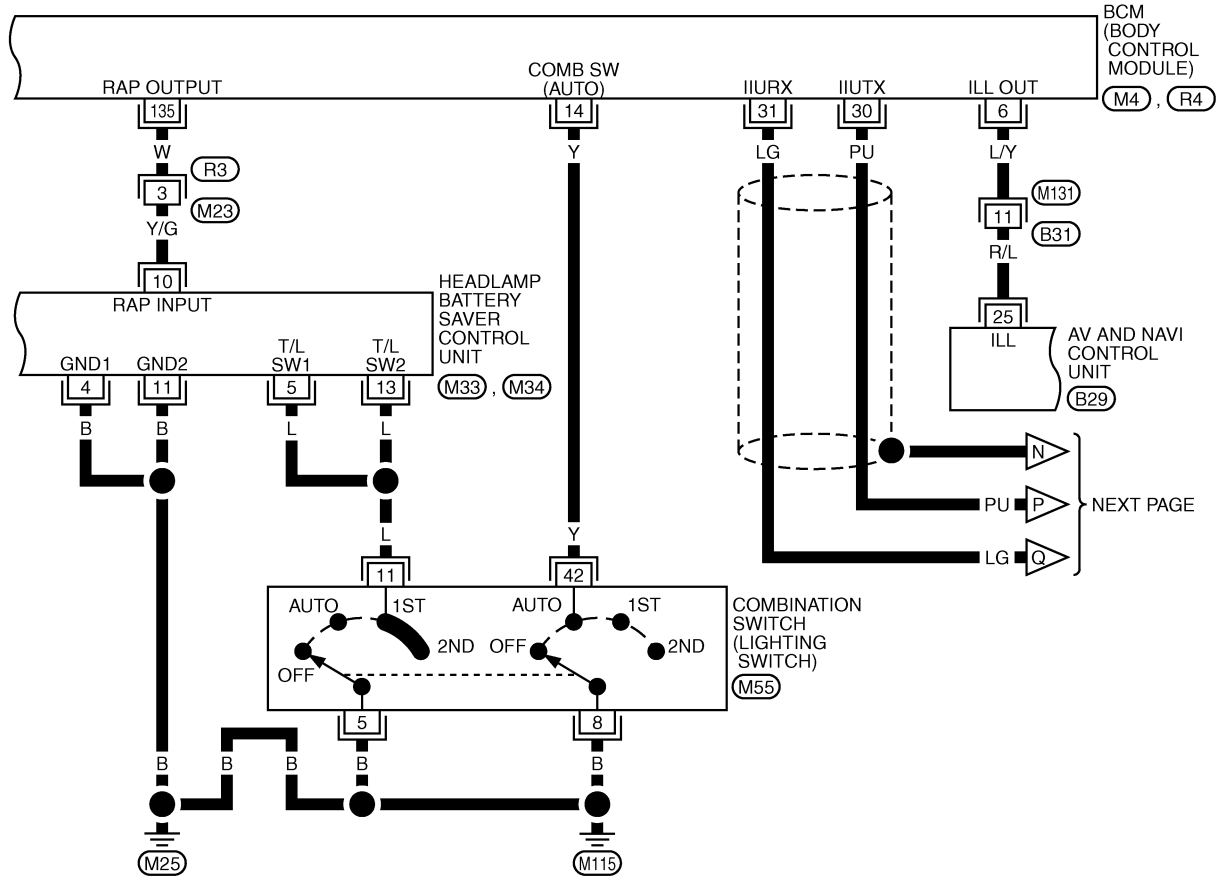 BCM
(BODY
CONTROL
MODULE)
M4 , R4
RAP OUTPUT
COMB SW
(AUTO)
IIURX
IIUTX
ILL OUT
135
14
31
30
6
W
Y
LG
PU
L/Y
R3
3
M23
M131
11
B31
Y/G
R/L
10
RAP INPUT
HEADLAMP
BATTERY
SAVER
CONTROL
UNIT
M33 , M34
25
ILL
AV AND NAVI
CONTROL
UNIT
B29
GND1
GND2
T/L
SW1
T/L
SW2
4
11
5
13
B
B
L
L
N
PU
P
NEXT PAGE
LG
Q
L
Y
11
42
AUTO
1ST
2ND
OFF
AUTO
1ST
OFF
2ND
COMBINATION
SWITCH
(LIGHTING
SWITCH)
M55
5
8
B
B
B
B
B
M25
M115